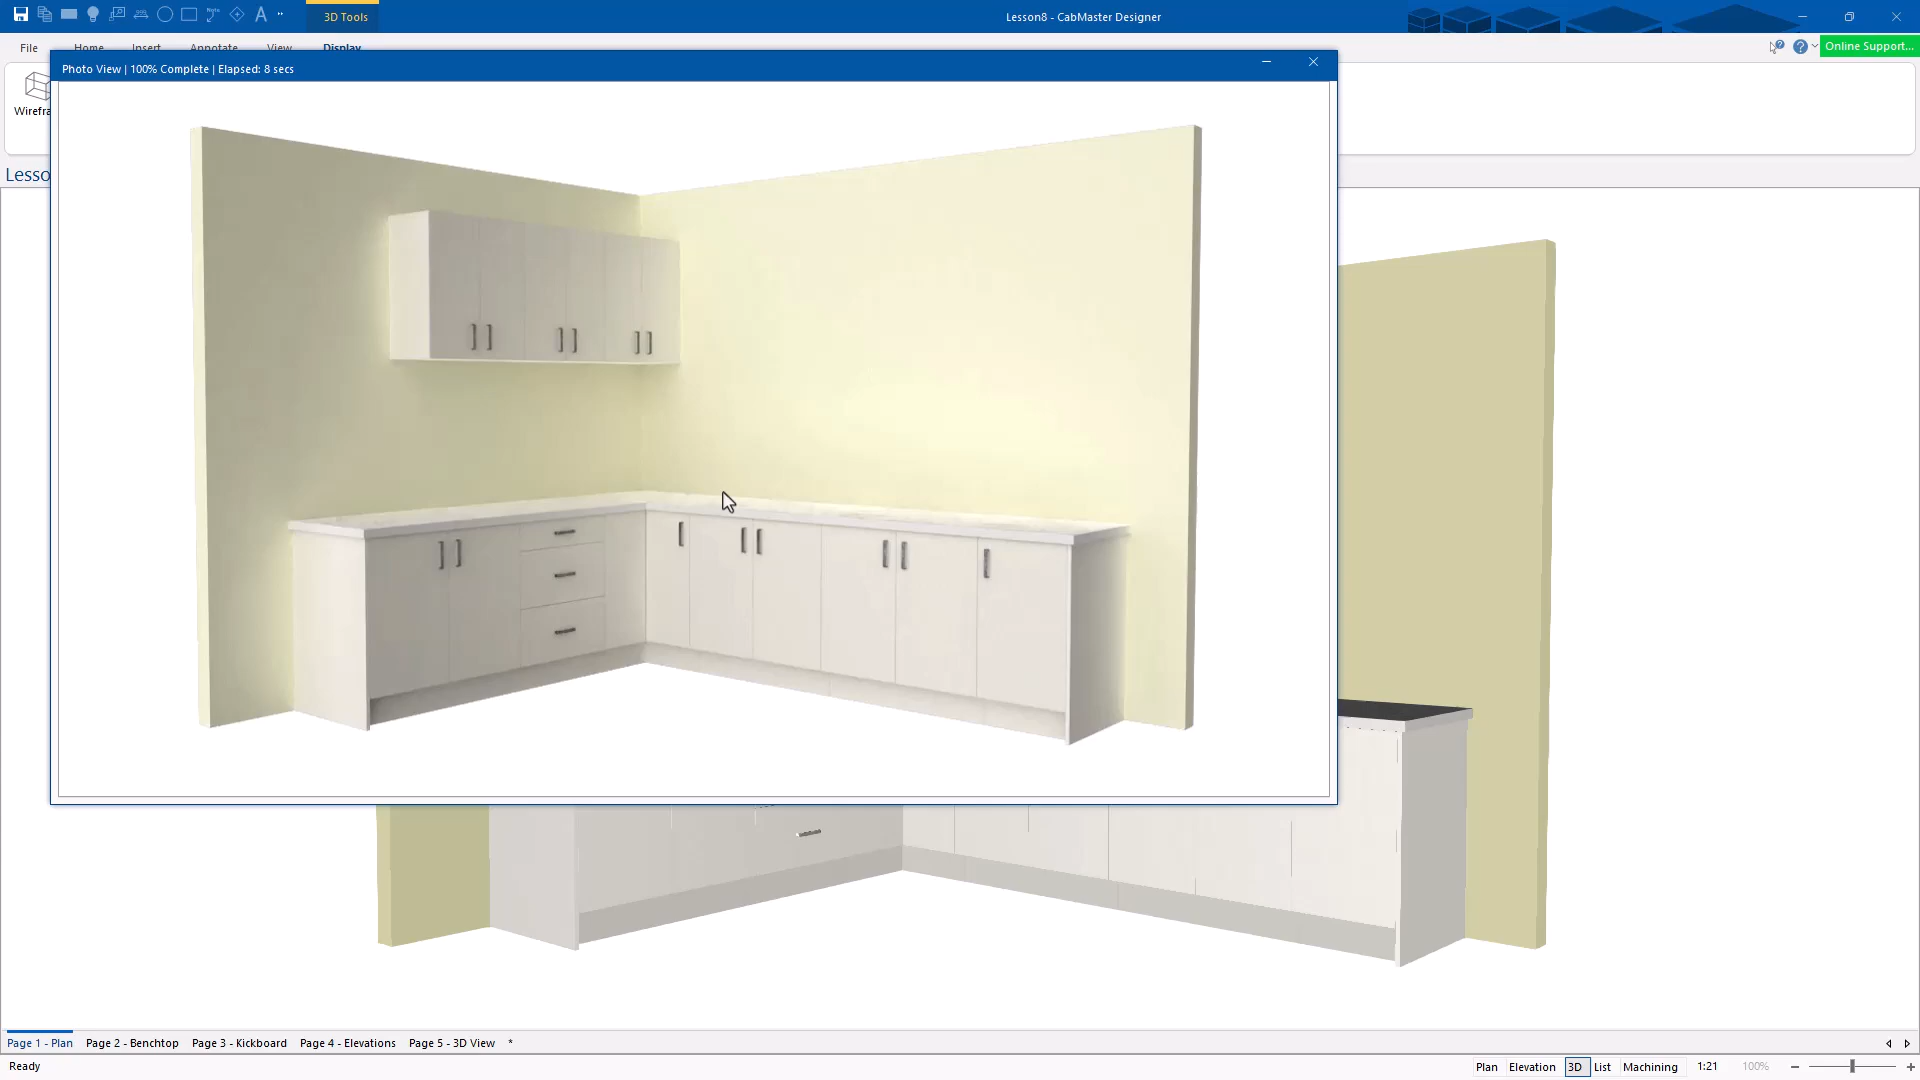 3D Tools
Lesson8 - CabMaster Designer
File
Home
Insert
Annotate
View
Display
Online Support...
Photo View | 100% Complete | Elapsed: 8 secs
Wirefra
Lesso
Page 1 - Plan
Page 2 - Benchtop
Page 3 - Kickboard
Page 4 - Elevations
Page 5 - 3D View
*
Ready
Plan
Elevation
3D
List
Machining
1:21
100%